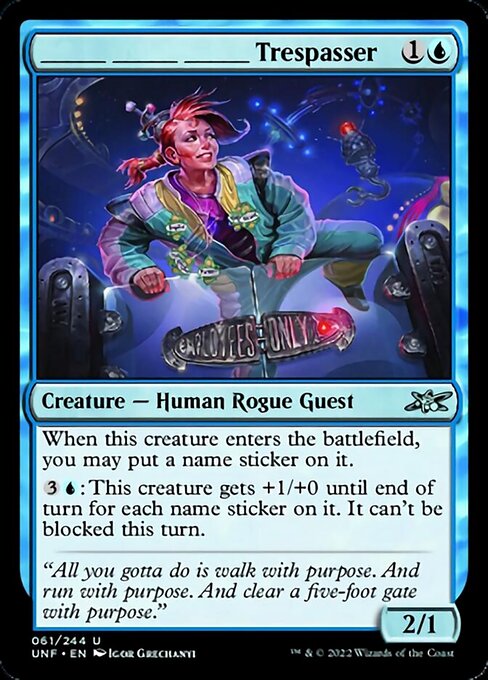 _____ _____ _____ Trespasser 1
EMPLOYEES ONLY
Creature — Human Rogue Guest
When this creature enters the battlefield,
you may put a name sticker on it.
3: This creature gets +1/+0 until end of
turn for each name sticker on it. It can't be
blocked this turn.
"All you gotta do is walk with purpose. And
run with purpose. And clear a five-foot gate
with purpose."
2/1
061/244 U
UNF • EN Igor Grechanyi
™ & © 2022 Wizards of the Coast